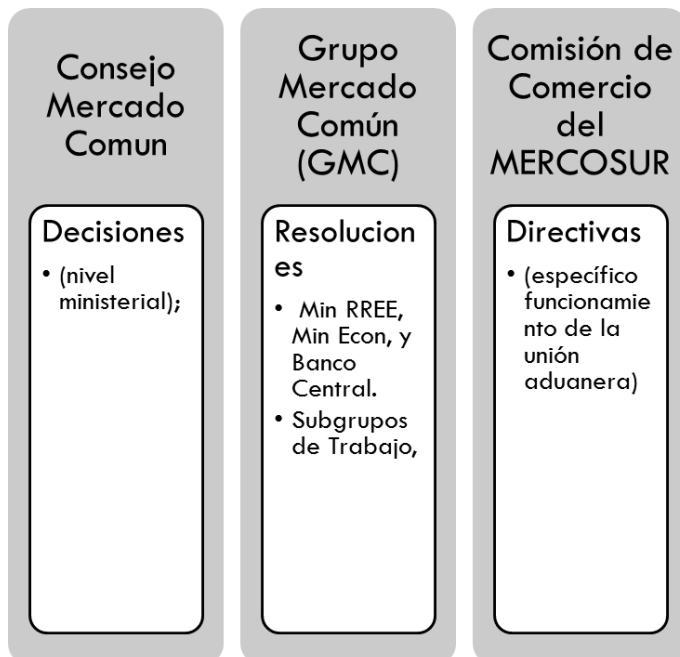 Consejo
Mercado
Comun
Decisiones
• (nivel
ministerial);
Grupo
Mercado
Común
(GMC)
Resolucion
es
• Min RREE,
Min Econ, y
Banco
Central.
• Subgrupos
de Trabajo,
Comisión de
Comercio
del
MERCOSUR
Directivas
• (específico
funcionamie
nto de la
unión
aduanera)